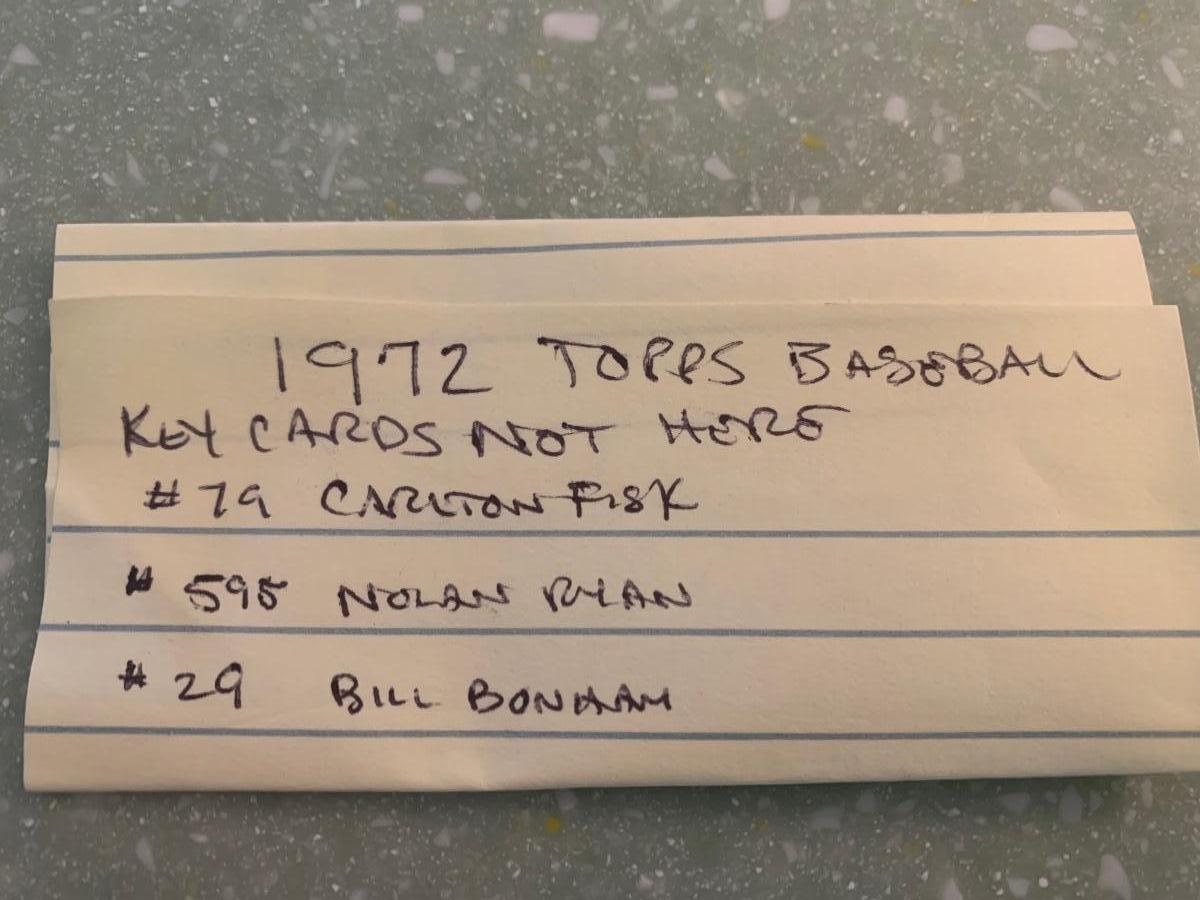 1972 TOPPS BASEBALL
KEY CARDS NOT HERE
#79 CARLTON FISK
# 595 NOLAN RYAN
# 29 BILL BONHAM